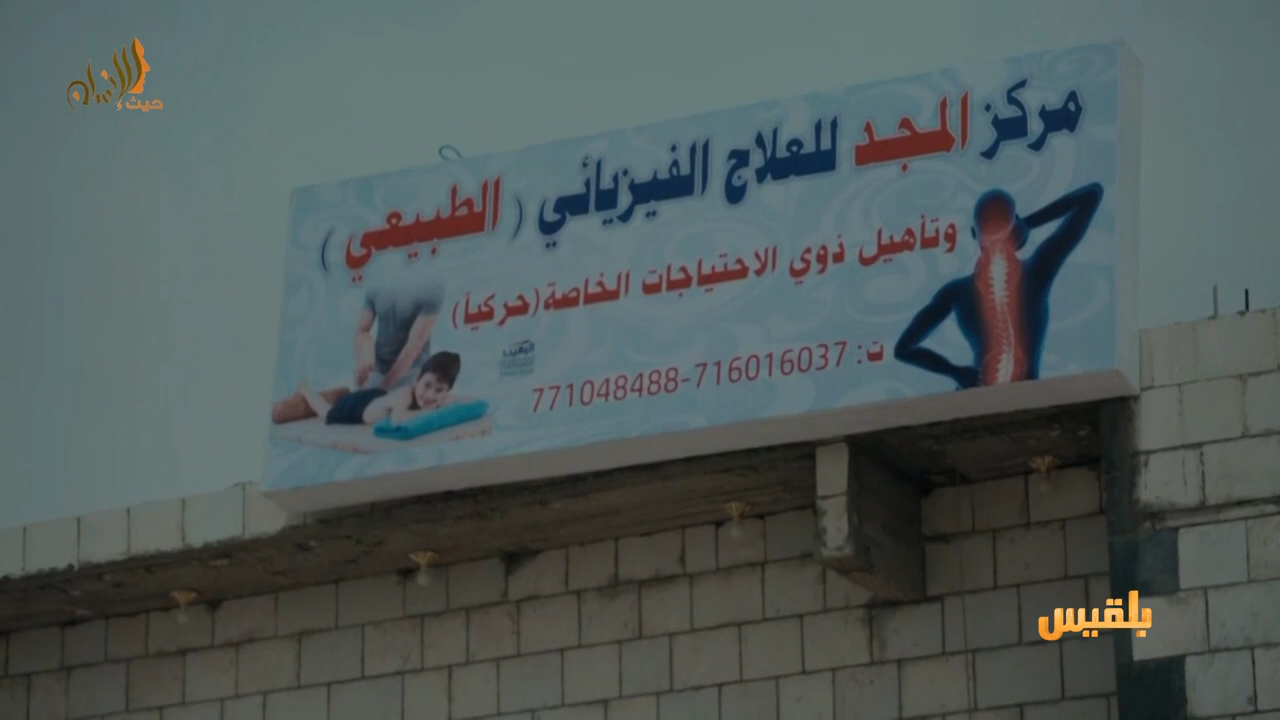 حيث الإنسان
مركز المجد للعلاج الفيزيائي ( الطبيعي )
وتأهيل ذوي الاحتياجات الخاصة (حركياً)
ت: 716016037-771048488
بلقيس